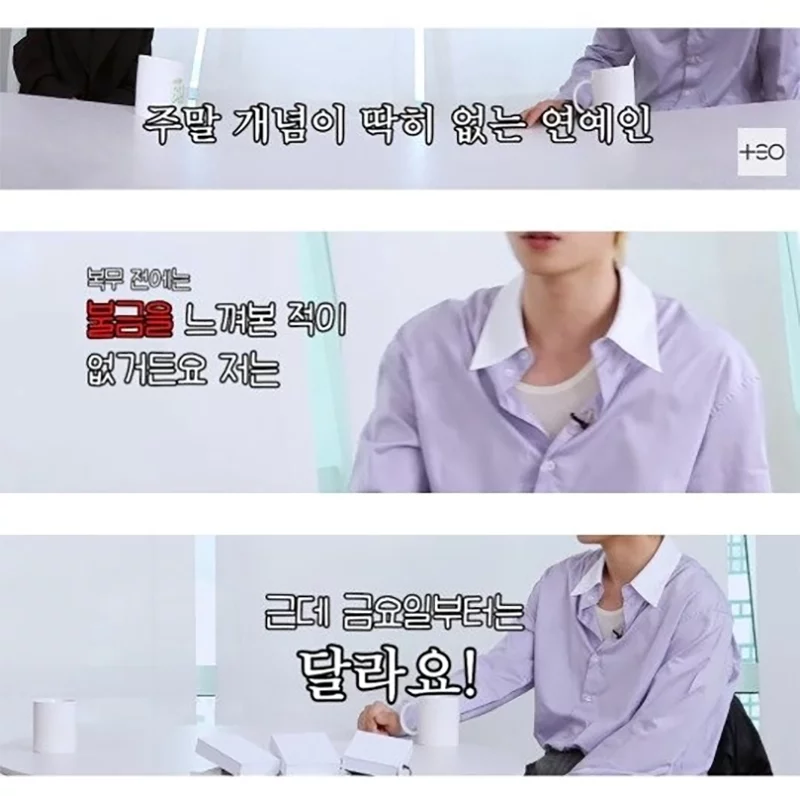 주말 개념이 딱히 없는 연예인
TEO
복무 전에는
불금을 느껴본 적이
없거든요 저는
근데 금요일부터는
달라요!